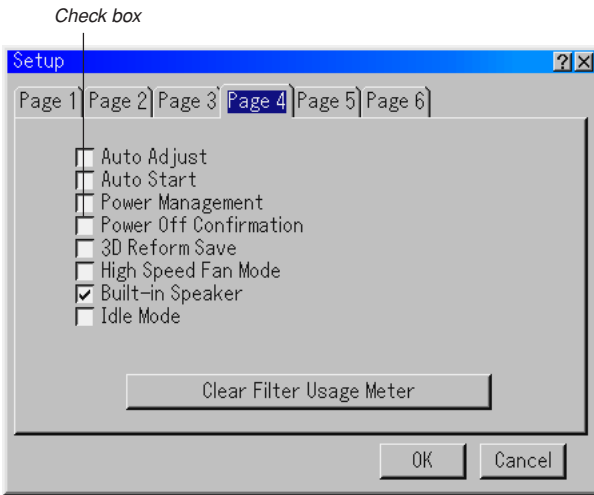 Check box
Setup
Page 1 Page 2 Page 3 Page 4 Page 5 Page 6
Auto Adjust
Auto Start
Power Management
Power Off Confirmation
3D Reform Save
High Speed Fan Mode
Built-in Speaker
Idle Mode
Clear Filter Usage Meter
OK Cancel